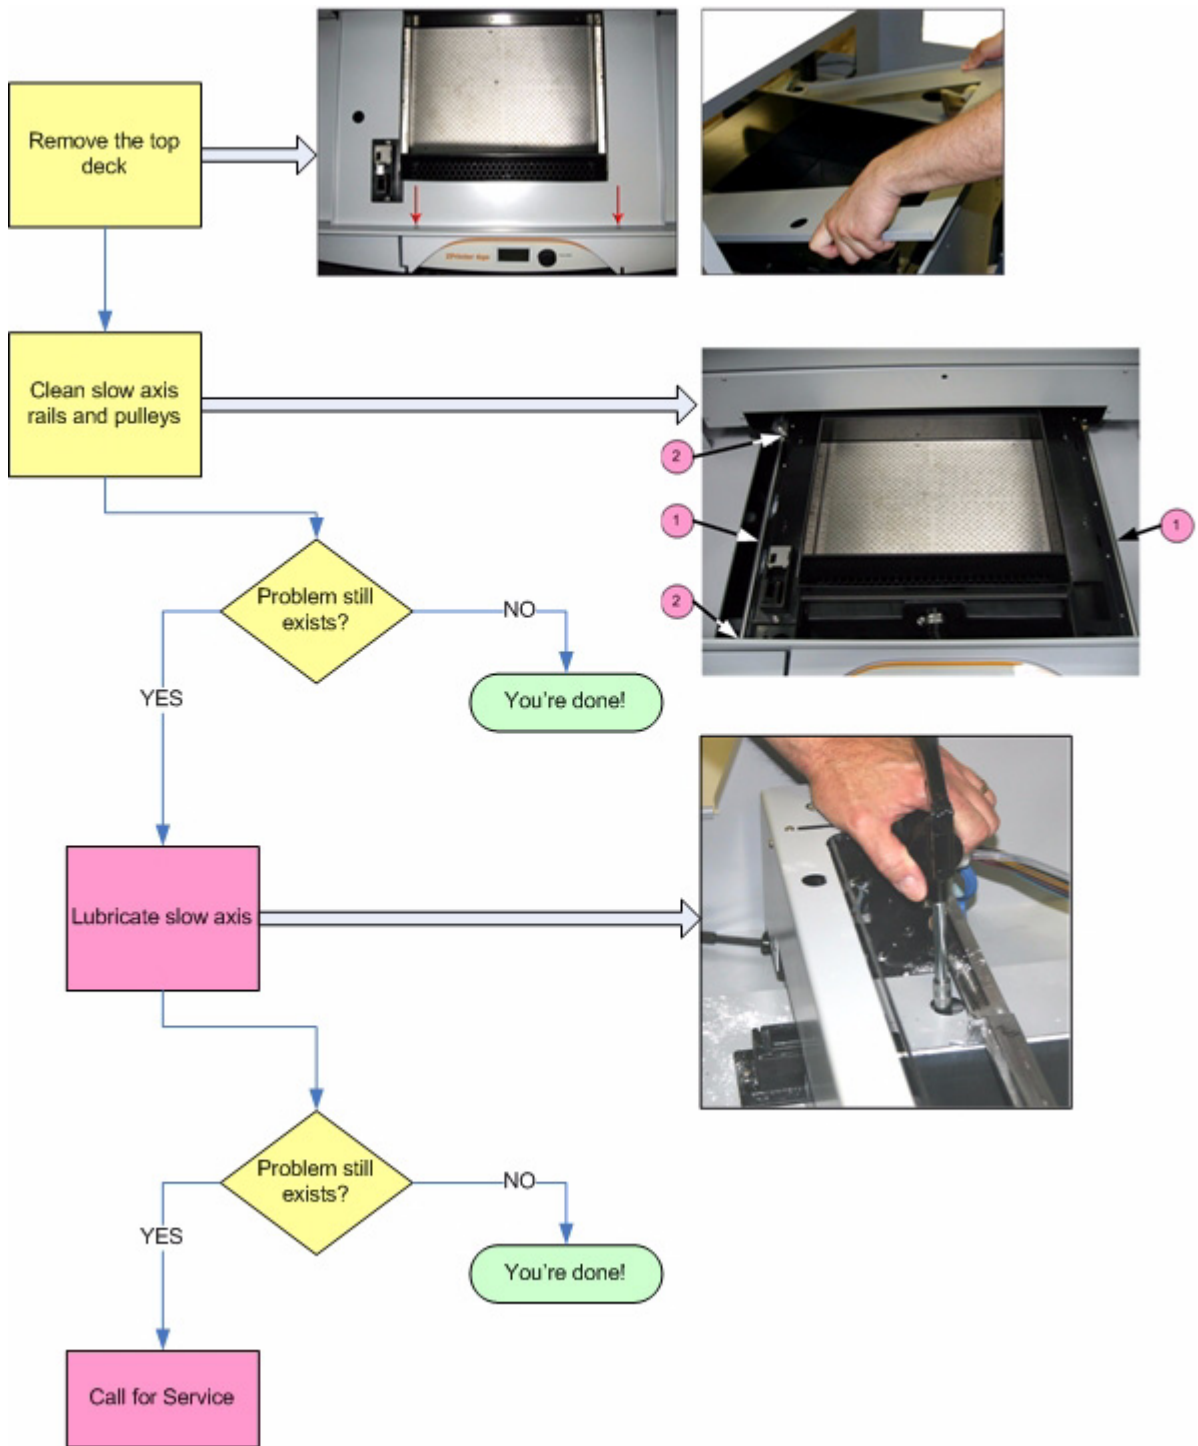 Remove the top
deck
ZPrinter
Clean slow axis
rails and pulleys
2
1
1
2
Problem still
exists?
NO
YES
You're done!
Lubricate slow axis
Problem still
exists?
NO
YES
You're done!
Call for Service